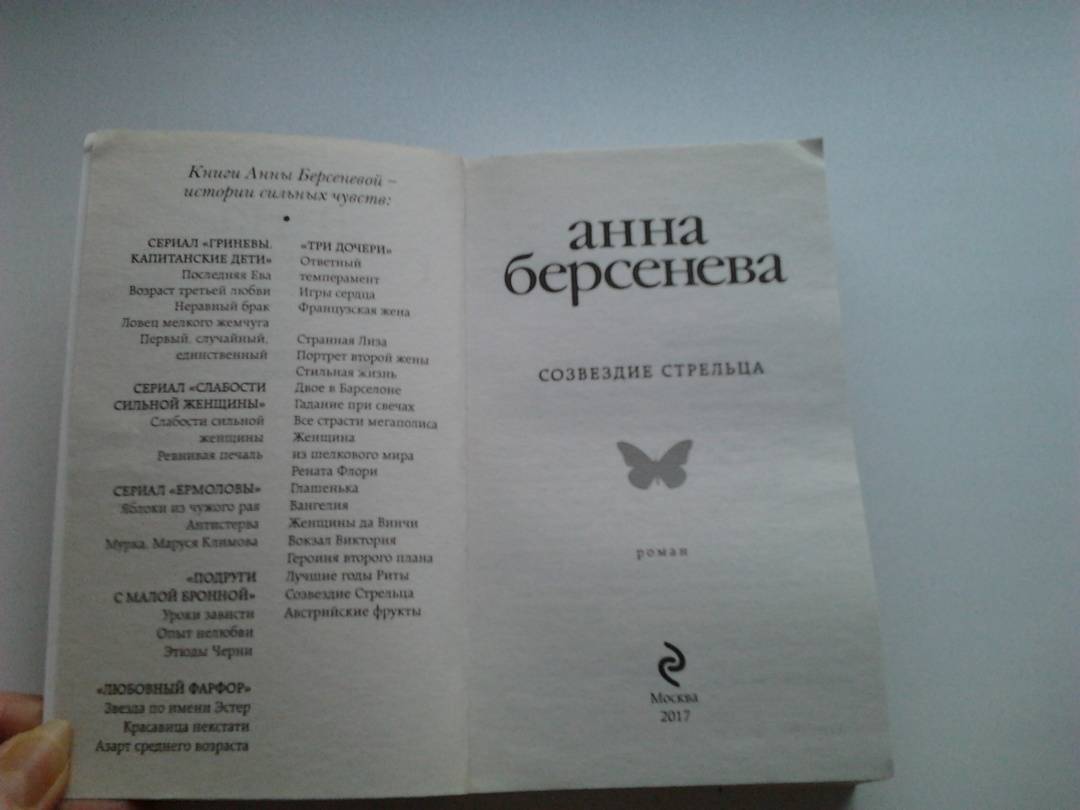 Книги Анны Берсеневой –
истории сильных чувств:
•
СЕРИАЛ «ГРИНЕВЫ.
КАПИТАНСКИЕ ДЕТИ»
Последняя Ева
Возраст третьей любви
Неравный брак
Ловец мелкого жемчуга
Первый, случайный,
единственный
СЕРИАЛ «СЛАБОСТИ
СИЛЬНОЙ ЖЕНЩИНЫ»
Слабости сильной
женщины
Ревнивая печаль
СЕРИАЛ «ЕРМОЛОВЫ»
Яблоки из чужого рая
Антистерва
Мурка, Маруся Климова
«ПОДРУГИ
С МАЛОЙ БРОННОЙ»
Уроки зависти
Опыт нелюбви
Этюды Черни
«ЛЮБОВНЫЙ ФАРФОР»
Звезда по имени Эстер
Красавица некстати
Азарт среднего возраста
«ТРИ ДОЧЕРИ»
Ответный
темперамент
Игры сердца
Французская жена
Странная Лиза
Портрет второй жены
Стильная жизнь
Двое в Барселоне
Гадание при свечах
Все страсти мегаполиса
Женщина
из шелкового мира
Рената Флори
Глашенька
Вангелия
Женщины да Винчи
Вокзал Виктория
Героиня второго плана
Лучшие годы Риты
Созвездие Стрельца
Австрийские фрукты
анна
берсенева
СОЗВЕЗДИЕ СТРЕЛЬЦА
роман
Москва
2017